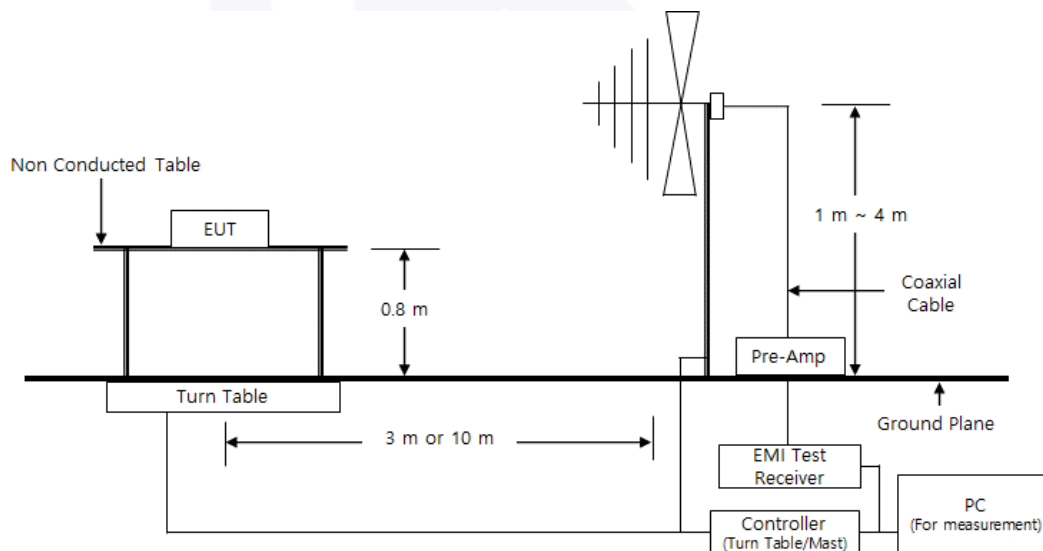 Non Conducted Table
EUT
0.8 m
1 m ~ 4 m
Coaxial
Cable
Pre-Amp
Turn Table
Ground Plane
3 m or 10 m
EMI Test
Receiver
Controller
(Turn Table/Mast)
PC
(For measurement)